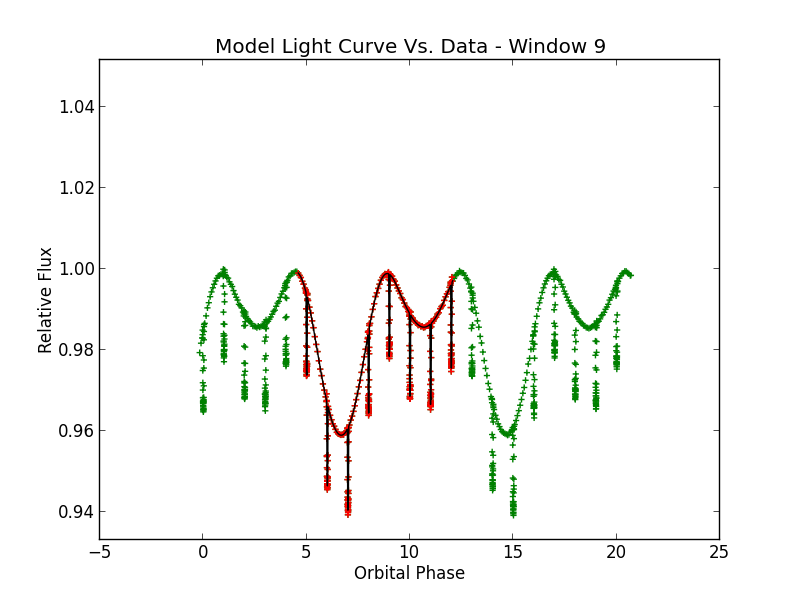 Model Light Curve Vs. Data - Window 9
1.04
1.02
1.00
0.98
0.96
0.94
Relative Flux
−5 0 5 10 15 20 25
Orbital Phase